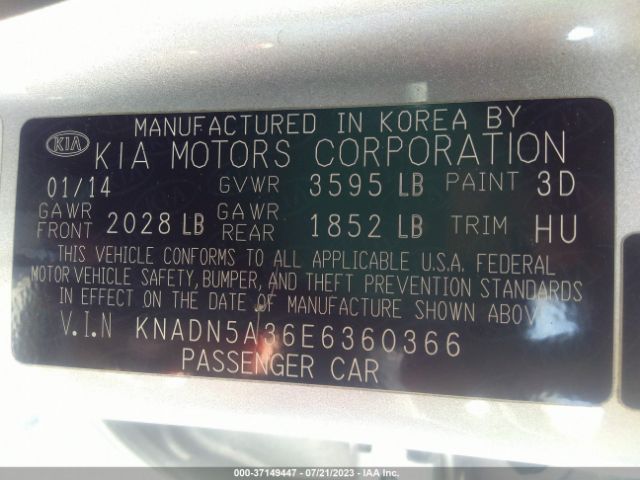 MANUFACTURED IN KOREA BY
KIA KIA MOTORS CORPORATION
01/14 GVWR 3595 LB PAINT 3D
GAWR FRONT 2028 LB GAWR REAR 1852 LB TRIM HU
THIS VEHICLE CONFORMS TO ALL APPLICABLE U.S.A. FEDERAL
MOTOR VEHICLE SAFETY, BUMPER, AND THEFT PREVENTION STANDARDS
IN EFFECT ON THE DATE OF MANUFACTURE SHOWN ABOVE
V.I.N KNADN5A36E6360366
PASSENGER CAR
000-37149447 - 07/21/2023 - IAA Inc.